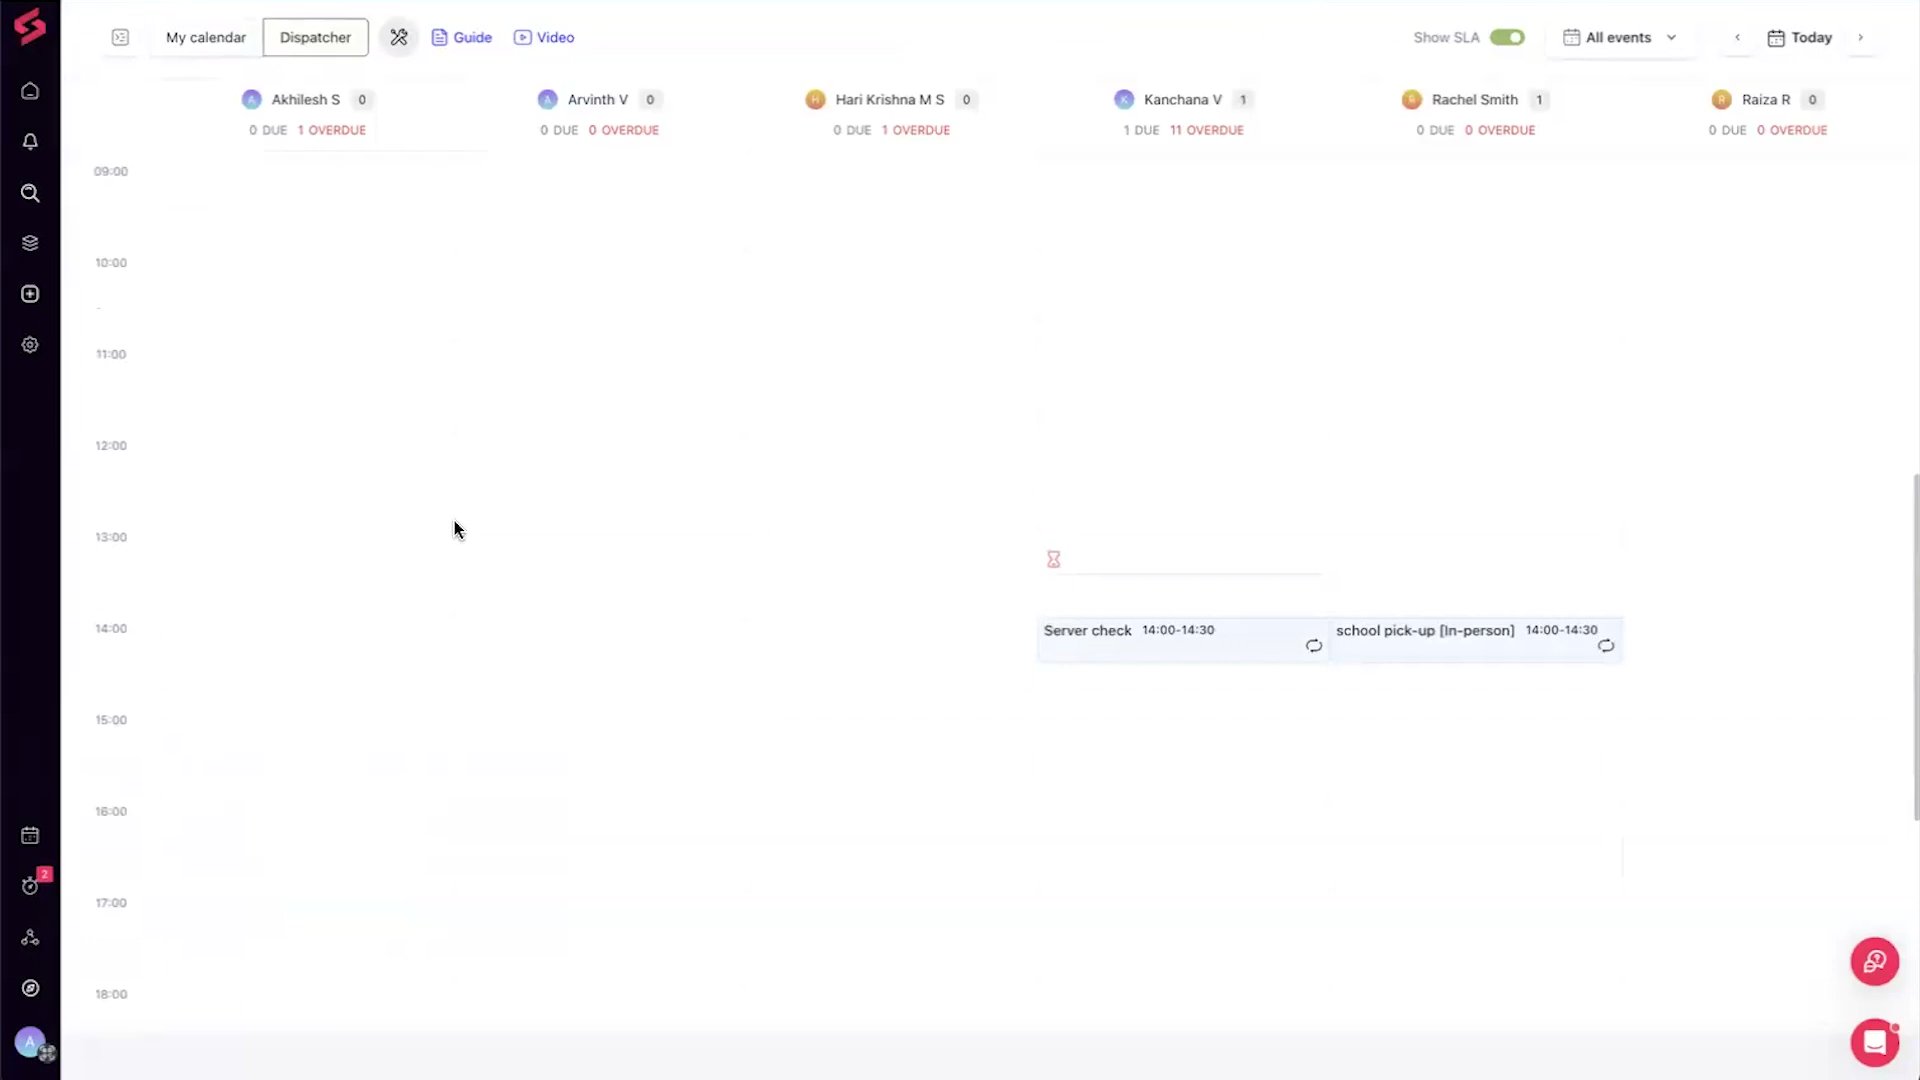 My calendar Dispatcher Guide Video Show SLA All events Today
A Akhilesh S 0 A Arvinth V 0 H Hari Krishna M S 0 K Kanchana V 1 R Rachel Smith 1 R Raiza R 0
0 DUE 1 OVERDUE 0 DUE 0 OVERDUE 0 DUE 1 OVERDUE 1 DUE 11 OVERDUE 0 DUE 0 OVERDUE 0 DUE 0 OVERDUE
09:00
10:00
11:00
12:00
13:00
14:00 Server check 14:00-14:30 school pick-up [In-person] 14:00-14:30
15:00
16:00
2
17:00
18:00
A